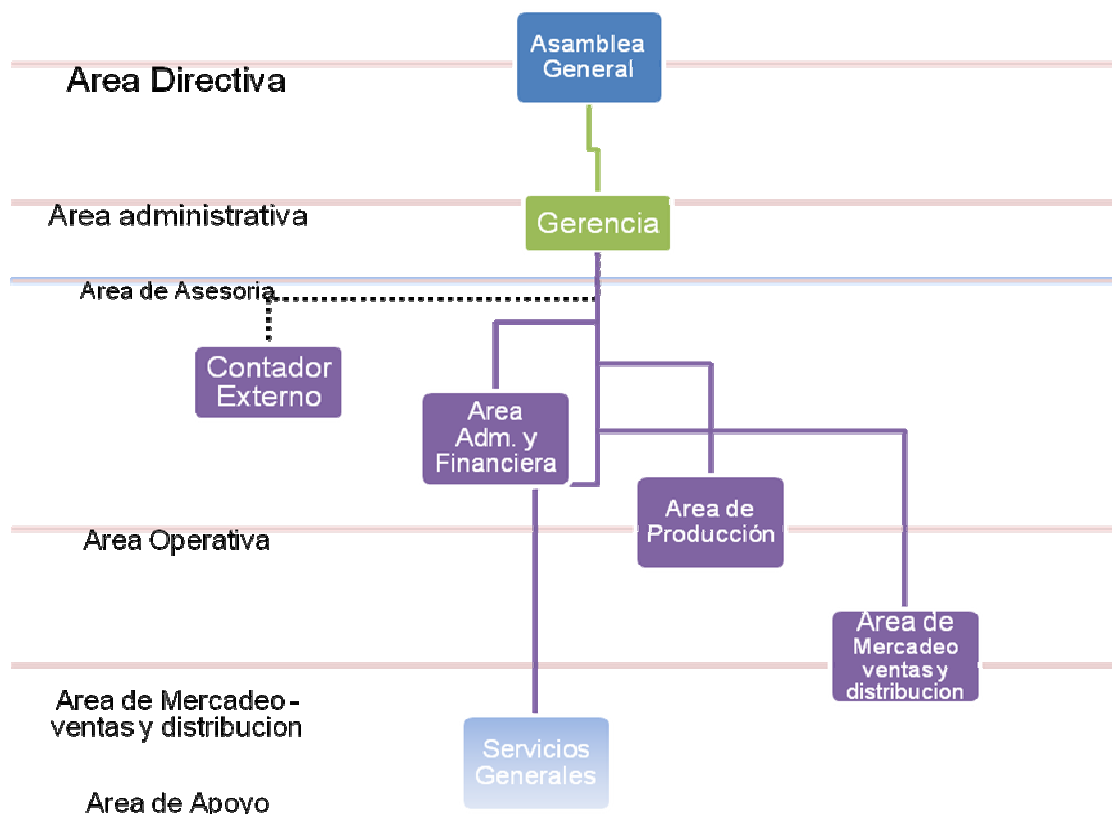 Asamblea
General
Area Directiva
Area administrativa
Gerencia
Area de Asesoria
Contador
Externo
Area
Adm. y
Financiera
Area de
Producción
Area Operativa
Area de
Mercadeo
ventas y
distribucion
Area de Mercadeo -
ventas y distribucion
Servicios
Generales
Area de Apoyo